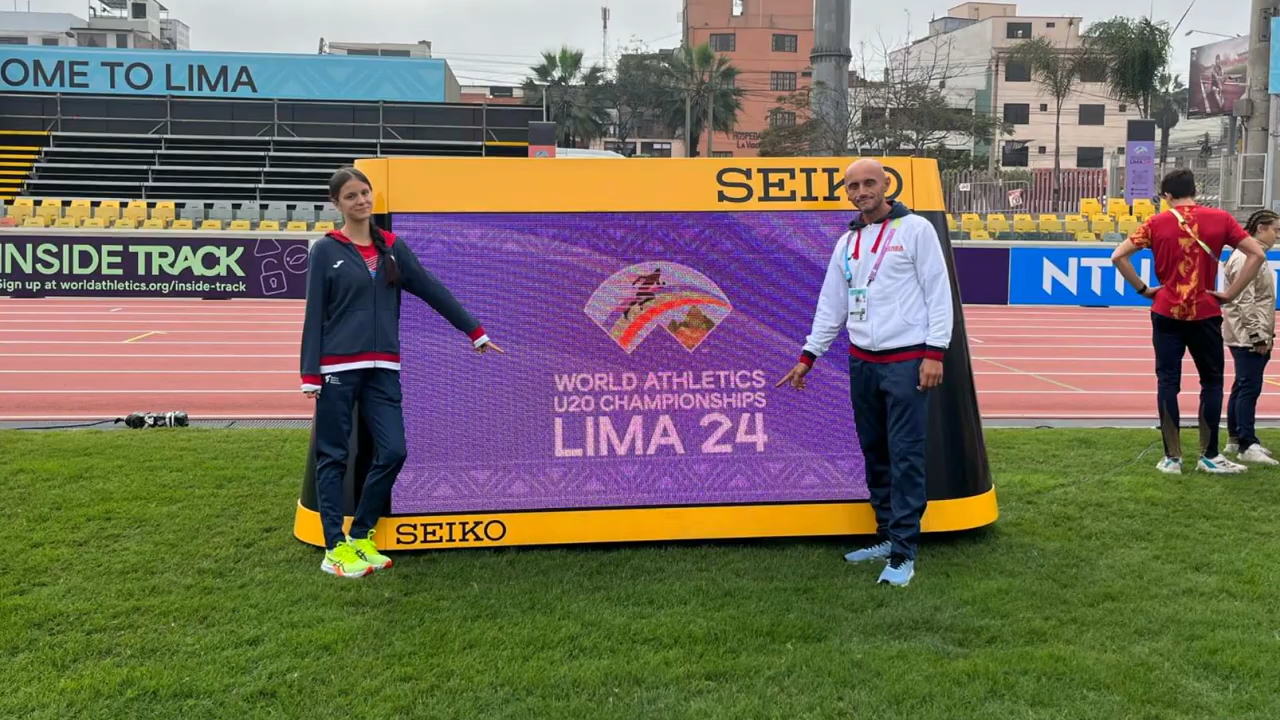 OME TO LIMA
SEIKO
INSIDE TRACK
Sign up at worldathletics.org/inside-track
NTT
WORLD ATHLETICS
U20 CHAMPIONSHIPS
LIMA 24
SEIKO